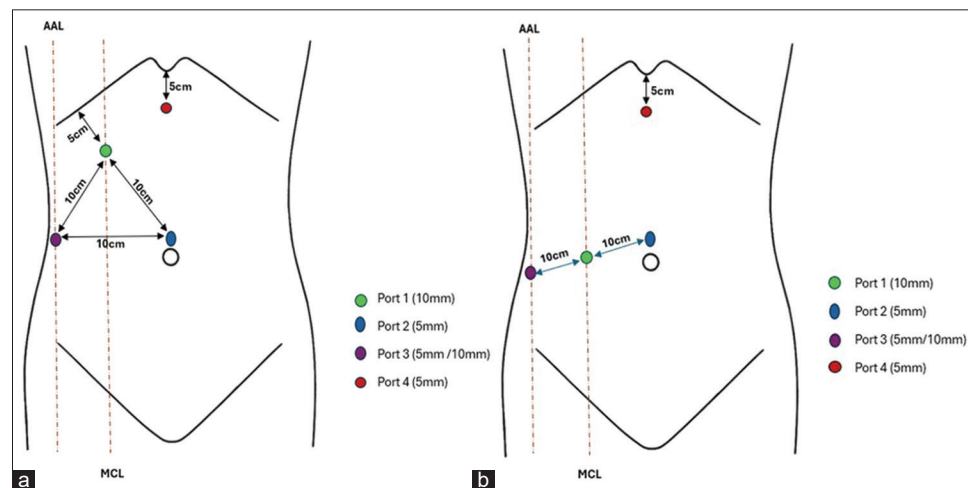 AAL
5cm
5cm
10cm
10cm
10cm
Port 1 (10mm)
Port 2 (5mm)
Port 3 (5mm /10mm)
Port 4 (5mm)
MCL
a
AAL
5cm
10cm
10cm
Port 1 (10mm)
Port 2 (5mm)
Port 3 (5mm/10mm)
Port 4 (5mm)
MCL
b